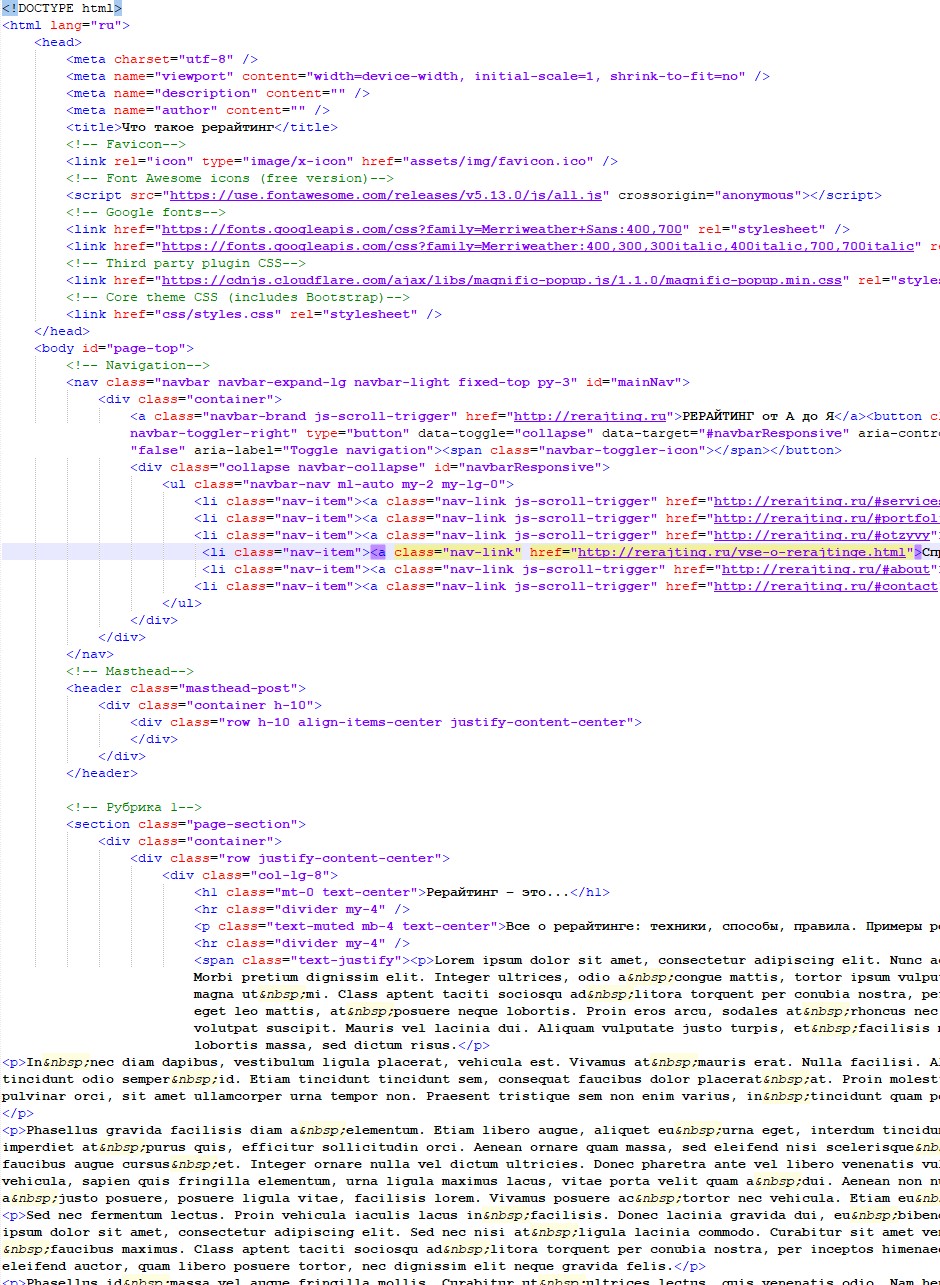 <!DOCTYPE html>
<html lang="ru">
<head>
<meta charset="utf-8" />
<meta name="viewport" content="width=device-width, initial-scale=1, shrink-to-fit=no" />
<meta name="description" content="" />
<meta name="author" content="" />
<title>Что такое рерайтинг</title>
<!-- Favicon-->
<link rel="icon" type="image/x-icon" href="assets/img/favicon.ico" />
<!-- Font Awesome icons (free version)-->
<script src="https://use.fontawesome.com/releases/v5.13.0/js/all.js" crossorigin="anonymous"></script>
<!-- Google fonts-->
<link href="https://fonts.googleapis.com/css?family=Merriweather+Sans:400,700" rel="stylesheet" />
<link href="https://fonts.googleapis.com/css?family=Merriweather:400,300,300italic,400italic,700,700italic" re
<!-- Third party plugin CSS-->
<link href="https://cdnjs.cloudflare.com/ajax/libs/magnific-popup.js/1.1.0/magnific-popup.min.css" rel="styles
<!-- Core theme CSS (includes Bootstrap)-->
<link href="css/styles.css" rel="stylesheet" />
</head>
<body id="page-top">
<!-- Navigation-->
<nav class="navbar navbar-expand-lg navbar-light fixed-top py-3" id="mainNav">
<div class="container">
<a class="navbar-brand js-scroll-trigger" href="http://rerajting.ru">РЕРАЙТИНГ от А до Я</a><button cl
navbar-toggler-right" type="button" data-toggle="collapse" data-target="#navbarResponsive" aria-contro
"false" aria-label="Toggle navigation"><span class="navbar-toggler-icon"></span></button>
<div class="collapse navbar-collapse" id="navbarResponsive">
<ul class="navbar-nav ml-auto my-2 my-lg-0">
<li class="nav-item"><a class="nav-link js-scroll-trigger" href="http://rerajting.ru/#services
<li class="nav-item"><a class="nav-link js-scroll-trigger" href="http://rerajting.ru/#portfoli
<li class="nav-item"><a class="nav-link js-scroll-trigger" href="http://rerajting.ru/#otzyvy"
<li class="nav-item"><a class="nav-link" href="http://rerajting.ru/vse-o-rerajtinge.html">Сп
<li class="nav-item"><a class="nav-link js-scroll-trigger" href="http://rerajting.ru/#about"
<li class="nav-item"><a class="nav-link js-scroll-trigger" href="http://rerajting.ru/#contact
</ul>
</div>
</div>
</nav>
<!-- Masthead-->
<header class="masthead-post">
<div class="container h-10">
<div class="row h-10 align-items-center justify-content-center">
</div>
</div>
</header>
<!-- Рубрика 1-->
<section class="page-section">
<div class="container">
<div class="row justify-content-center">
<div class="col-lg-8">
<h1 class="mt-0 text-center">Рерайтинг – это...</h1>
<hr class="divider my-4" />
<p class="text-muted mb-4 text-center">Все о рерайтинге: техники, способы, правила. Примеры ре
<hr class="divider my-4" />
<span class="text-justify"><p>Lorem ipsum dolor sit amet, consectetur adipiscing elit. Nunc ac
Morbi pretium dignissim elit. Integer ultrices, odio a&nbsp;congue mattis, tortor ipsum vulput
magna ut&nbsp;mi. Class aptent taciti sociosqu ad&nbsp;litora torquent per conubia nostra, per
eget leo mattis, at&nbsp;posuere neque lobortis. Proin eros arcu, sodales at&nbsp;rhoncus nec
volutpat suscipit. Mauris vel lacinia dui. Aliquam vulputate justo turpis, et&nbsp;facilisis n
lobortis massa, sed dictum risus.</p>
<p>In&nbsp;nec diam dapibus, vestibulum ligula placerat, vehicula est. Vivamus at&nbsp;mauris erat. Nulla facilisi. Al
tincidunt odio semper&nbsp;id. Etiam tincidunt tincidunt sem, consequat faucibus dolor placerat&nbsp;at. Proin molest
pulvinar orci, sit amet ullamcorper urna tempor non. Praesent tristique sem non enim varius, in&nbsp;tincidunt quam po
</p>
<p>Phasellus gravida facilisis diam a&nbsp;elementum. Etiam libero augue, aliquet eu&nbsp;urna eget, interdum tincidun
imperdiet at&nbsp;purus quis, efficitur sollicitudin orci. Aenean ornare quam massa, sed eleifend nisi scelerisque&nb
faucibus augue cursus&nbsp;et. Integer ornare nulla vel dictum ultricies. Donec pharetra ante vel libero venenatis vul
vehicula, sapien quis fringilla elementum, urna ligula maximus lacus, vitae porta velit quam a&nbsp;dui. Aenean non nu
a&nbsp;justo posuere, posuere ligula vitae, facilisis lorem. Vivamus posuere ac&nbsp;tortor nec vehicula. Etiam eu&nb
<p>Sed nec fermentum lectus. Proin vehicula iaculis lacus in&nbsp;facilisis. Donec lacinia gravida dui, eu&nbsp;bibend
ipsum dolor sit amet, consectetur adipiscing elit. Sed nec nisi at&nbsp;ligula lacinia commodo. Curabitur sit amet ve
&nbsp;faucibus maximus. Class aptent taciti sociosqu ad&nbsp;litora torquent per conubia nostra, per inceptos himenae
eleifend auctor, quam libero posuere tortor, nec dignissim elit neque gravida felis.</p>
<p>Phasellus id&nbsp;massa vel augue fringilla mollis. Curabitur ut&nbsp;ultrices lectus, quis venenatis odio. Nam he